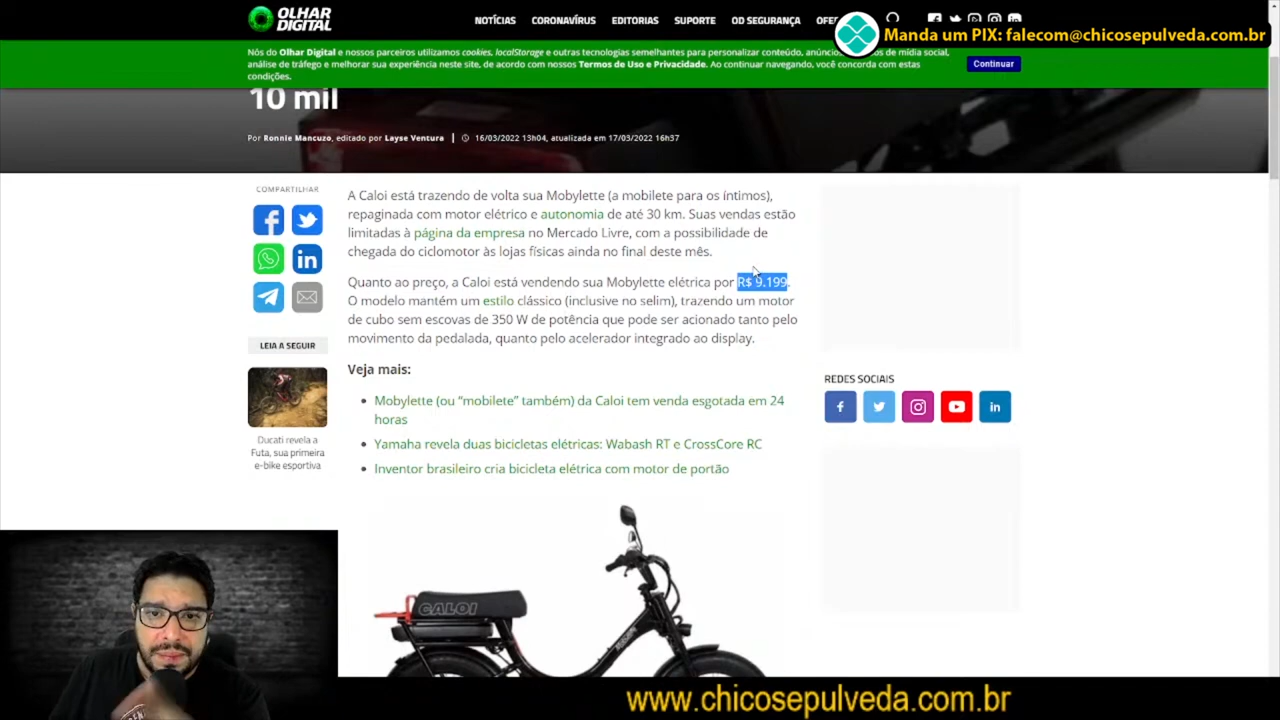 OLHAR
DIGITAL
NOTÍCIAS CORONAVÍRUS EDITORIAS SUPORTE OD SEGURANÇA
Manda um PIX: falecom@chicosepulveda.com.br
Nós do Olhar Digital e nossos parceiros utilizamos cookies, localStorage e outras tecnologias semelhantes para personalizar conteúdo, anúncios de mídia social,
análise de tráfego e melhorar sua experiência neste site, de acordo com nossos Termos de Uso e Privacidade. Ao continuar navegando, você concorda com estas
condições.
Continuar
10 mil
Por Ronnie Mancuzo, editado por Layse Ventura | 16/03/2022 13h04, atualizada em 17/03/2022 16h37
COMPARTILHAR
A Caloi está trazendo de volta sua Mobylette (a mobilete para os íntimos),
repaginada com motor elétrico e autonomia de até 30 km. Suas vendas estão
limitadas à página da empresa no Mercado Livre, com a possibilidade de
chegada do ciclomotor às lojas físicas ainda no final deste mês.
Quanto ao preço, a Caloi está vendendo sua Mobylette elétrica por R$ 9.199.
O modelo mantém um estilo clássico (inclusive no selim), trazendo um motor
de cubo sem escovas de 350 W de potência que pode ser acionado tanto pelo
movimento da pedalada, quanto pelo acelerador integrado ao display.
LEIA A SEGUIR
Ducati revela a
Futa, sua primeira
e-bike esportiva
Veja mais:
Mobylette (ou “mobilete” também) da Caloi tem venda esgotada em 24
horas
Yamaha revela duas bicicletas elétricas: Wabash RT e CrossCore RC
Inventor brasileiro cria bicicleta elétrica com motor de portão
REDES SOCIAIS
CALOI
www.chicosepulveda.com.br